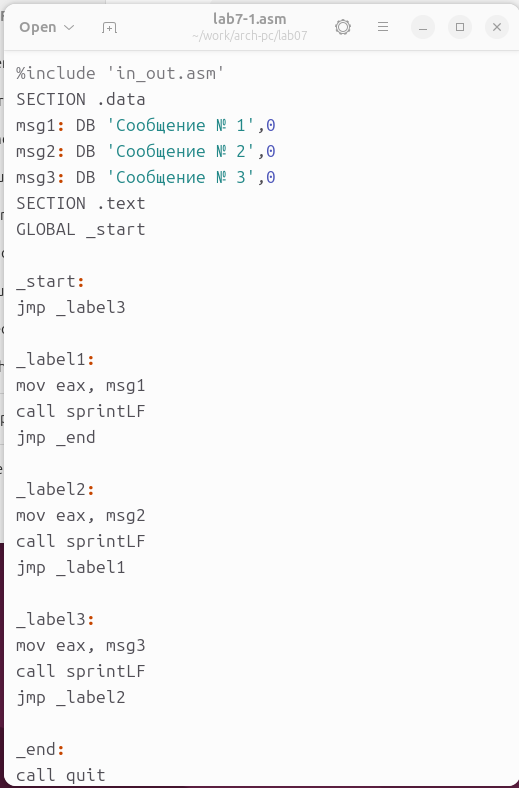 Open
lab7-1.asm
~/work/arch-pc/lab07
%include 'in_out.asm'
SECTION .data
msg1: DB 'Сообщение № 1',0
msg2: DB 'Сообщение № 2',0
msg3: DB 'Сообщение № 3',0
SECTION .text
GLOBAL _start
_start:
jmp _label3
_label1:
mov eax, msg1
call sprintLF
jmp _end
_label2:
mov eax, msg2
call sprintLF
jmp _label1
_label3:
mov eax, msg3
call sprintLF
jmp _label2
_end:
call quit